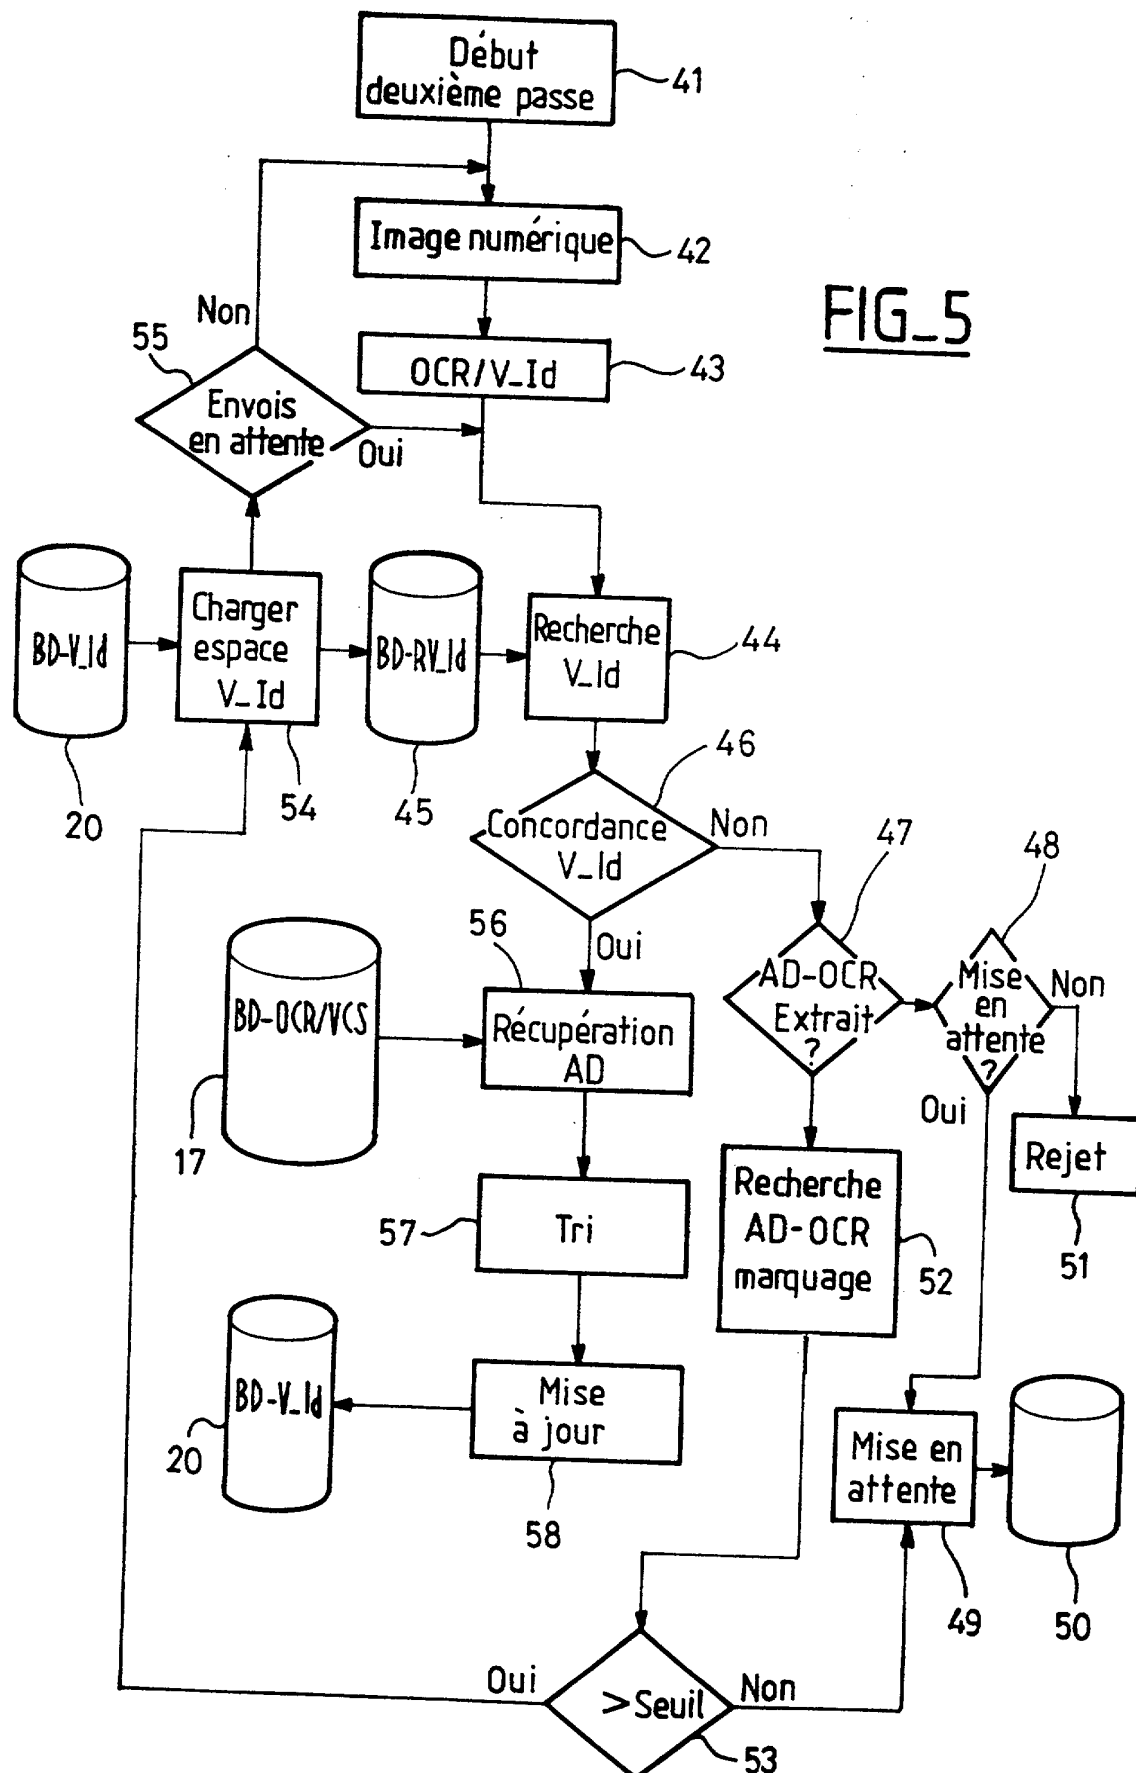 Début
deuxième passe
41
Image numérique
42
FIG_5
Non
55
OCR/V_Id
43
Envois
en attente
Oui
BD-V_Id
Charger
espace
V_Id
BD-RV_Id
Recherche
V_Id
44
20
54
45
46
Concordance
V_Id
Non
47
48
56
Oui
BD-OCR/VCS
Récupération
AD
AD-OCR
Extrait
?
Mise
en
attente
?
Non
Oui
17
Rejet
51
57
Tri
Recherche
AD-OCR
marquage
52
BD-V_Id
20
Mise
à jour
58
Mise en
attente
49
50
Oui
> Seuil
Non
53